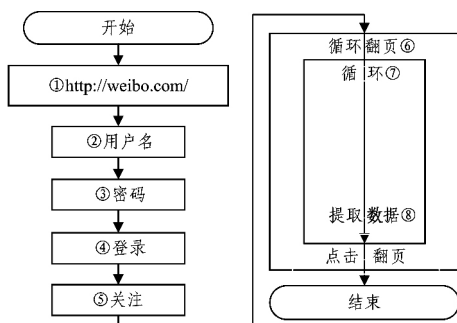 开始
①http://weibo.com/
②用户名
③密码
④登录
⑤关注
循环翻页⑥
循环⑦
提取数据⑧
点击翻页
结束